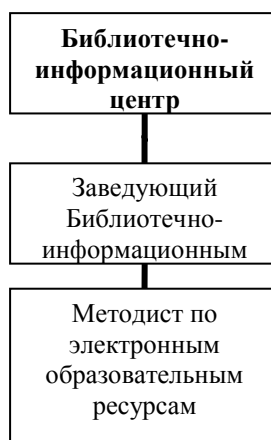 Библиотечно-
информационный
центр
Заведующий
Библиотечно-
информационным
Методист по
электронным
образовательным
ресурсам